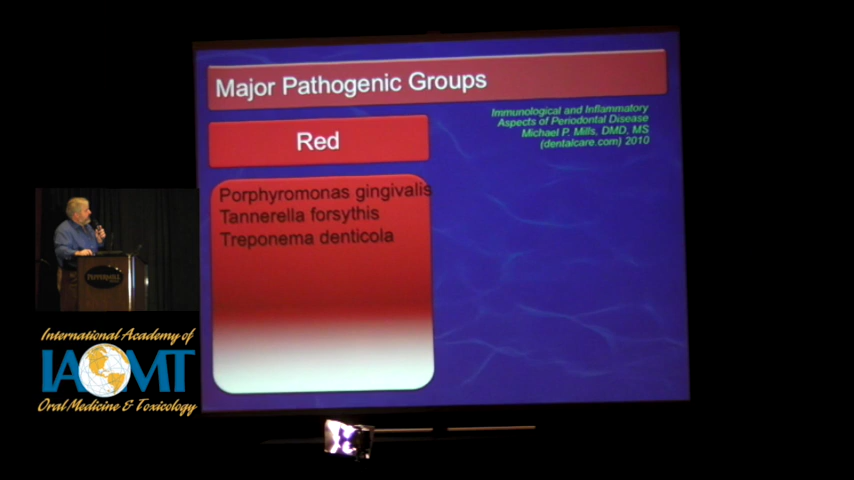 Major Pathogenic Groups
Immunological and Inflammatory
Aspects of Periodontal Disease
Michael P. Mills, DMD, MS
(dentalcare.com) 2010
Red
Porphyromonas gingivalis
Tannerella forsythis
Treponema denticola
PEPPERMILL
International Academy of
IAOMT
Oral Medicine & Toxicology